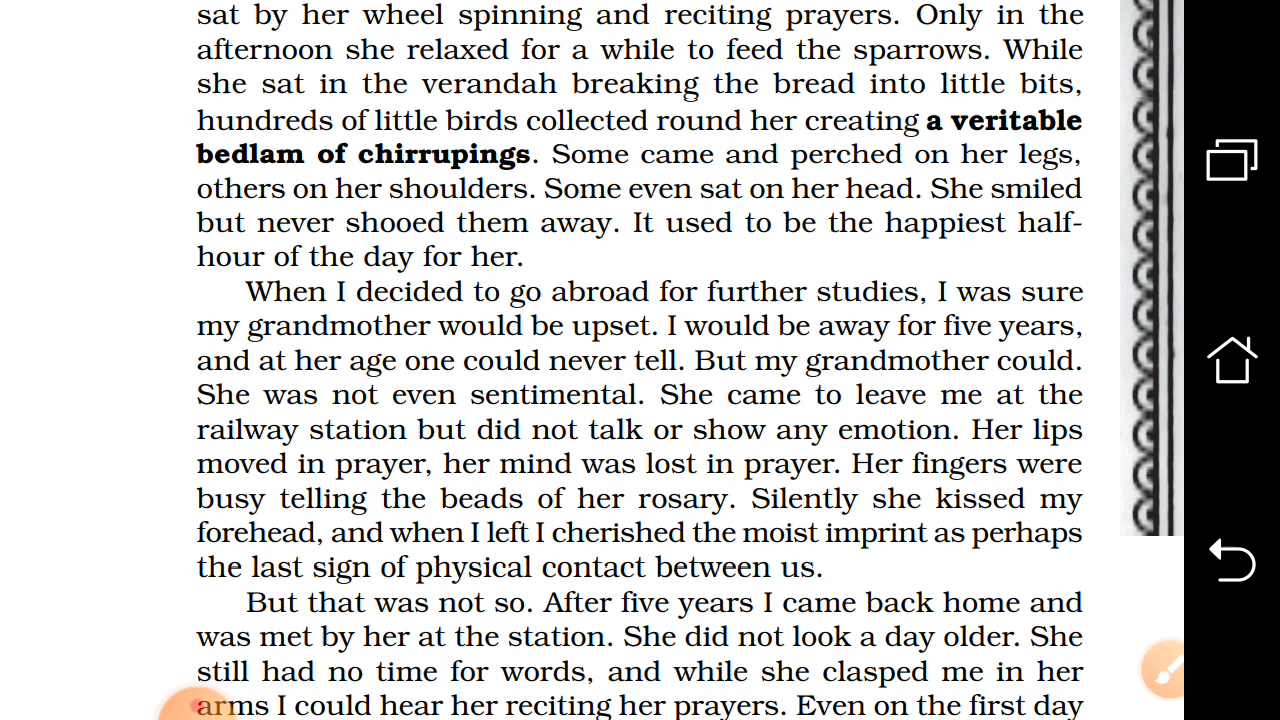 sat by her wheel spinning and reciting prayers. Only in the
afternoon she relaxed for a while to feed the sparrows. While
she sat in the verandah breaking the bread into little bits,
hundreds of little birds collected round her creating a veritable
bedlam of chirrupings. Some came and perched on her legs,
others on her shoulders. Some even sat on her head. She smiled
but never shooed them away. It used to be the happiest half-
hour of the day for her.
When I decided to go abroad for further studies, I was sure
my grandmother would be upset. I would be away for five years,
and at her age one could never tell. But my grandmother could.
She was not even sentimental. She came to leave me at the
railway station but did not talk or show any emotion. Her lips
moved in prayer, her mind was lost in prayer. Her fingers were
busy telling the beads of her rosary. Silently she kissed my
forehead, and when I left I cherished the moist imprint as perhaps
the last sign of physical contact between us.
But that was not so. After five years I came back home and
was met by her at the station. She did not look a day older. She
still had no time for words, and while she clasped me in her
arms I could hear her reciting her prayers. Even on the first day